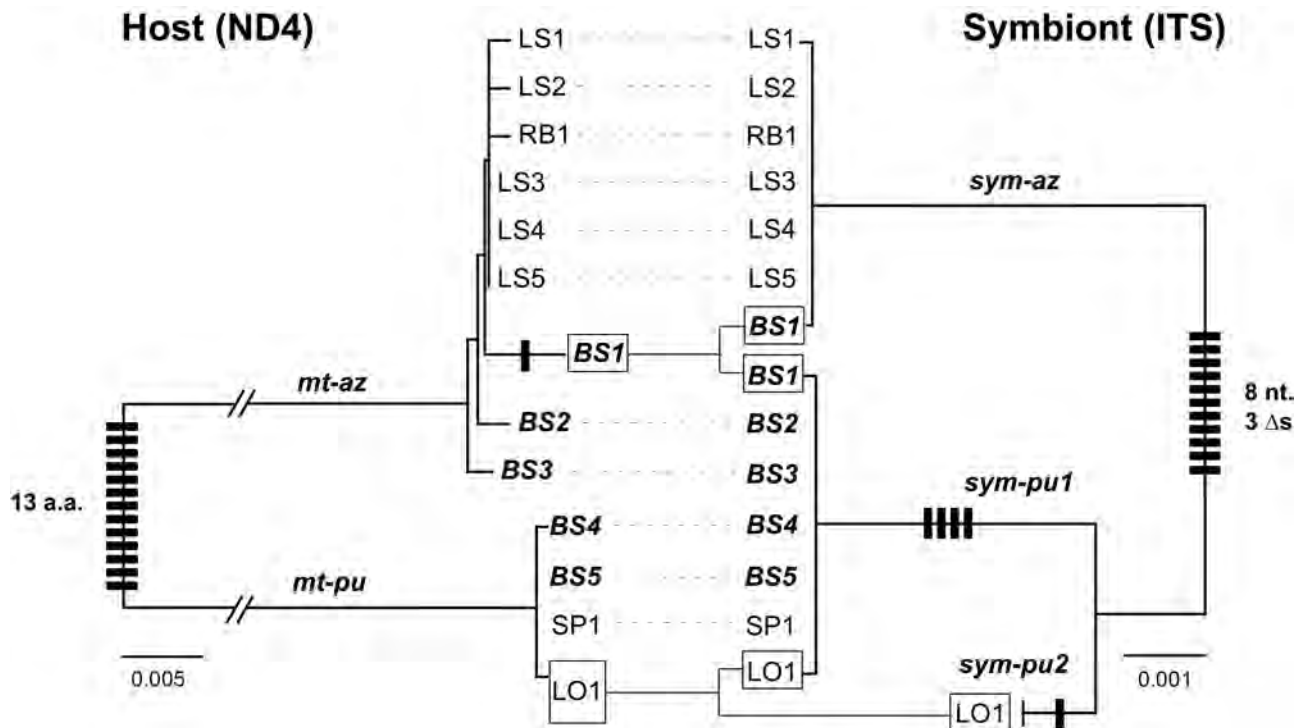 Host (ND4)
Symbiont (ITS)
LS1 LS1
LS2 LS2
RB1 RB1
LS3 LS3
sym-az
LS4 LS4
LS5 LS5
BS1
BS1
BS1
8 nt.
3 Δs
mt-az
BS2 BS2
BS3 BS3
sym-pu1
13 a.a.
BS4 BS4
BS5 BS5
mt-pu
SP1 SP1
0.005
LO1
LO1
sym-pu2
LO1
0.001